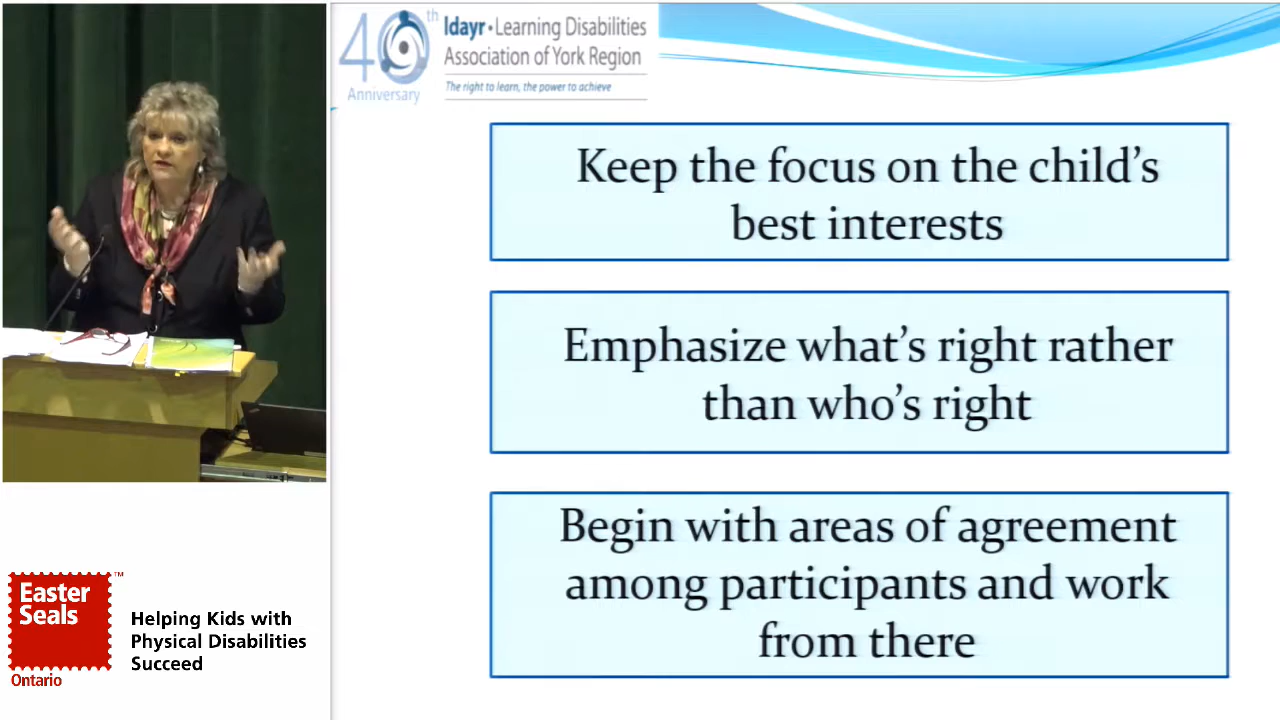 40th
Anniversary
ldayr • Learning Disabilities
Association of York Region
The right to learn, the power to achieve
Keep the focus on the child's
best interests
Emphasize what's right rather
than who's right
Begin with areas of agreement
among participants and work
from there
Easter
Seals
™
Ontario
Helping Kids with
Physical Disabilities
Succeed